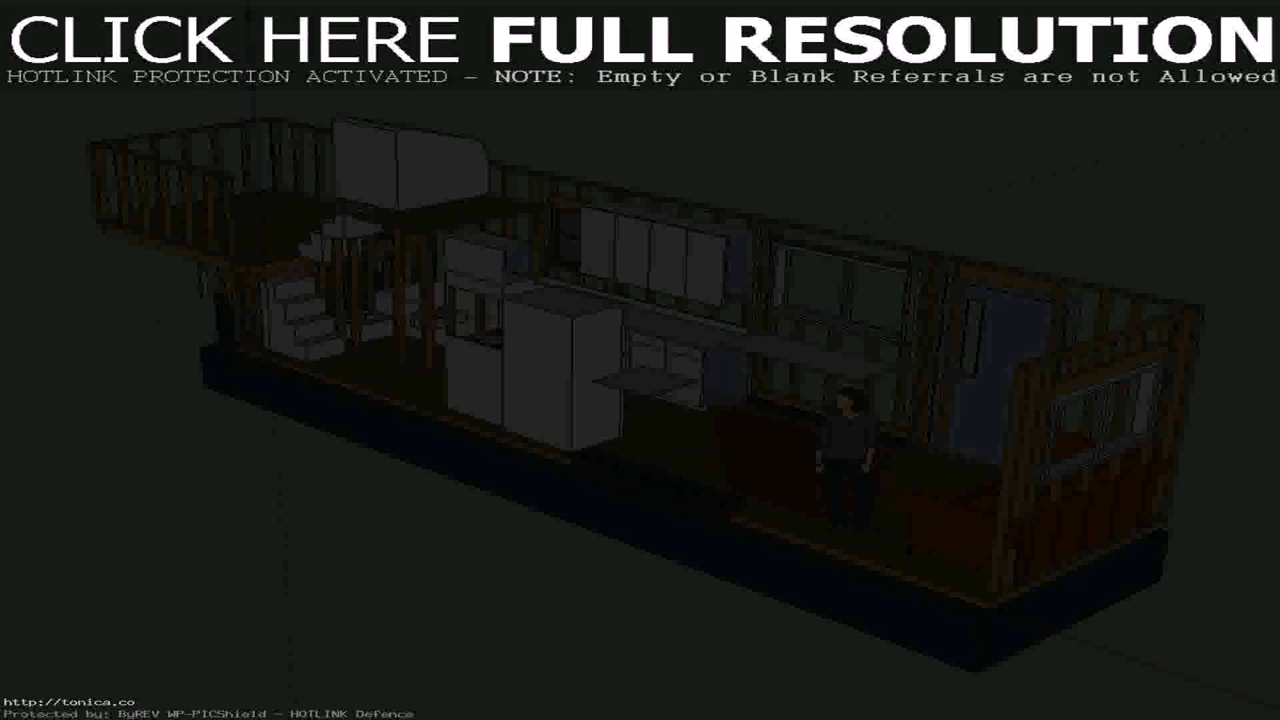 CLICK HERE FULL RESOLUTION
HOTLINK PROTECTION ACTIVATED - NOTE: Empty or Blank Referrals are not Allowed
http://tonica.co
Protected by: ByREV WP-PICShield - HOTLINK Defence